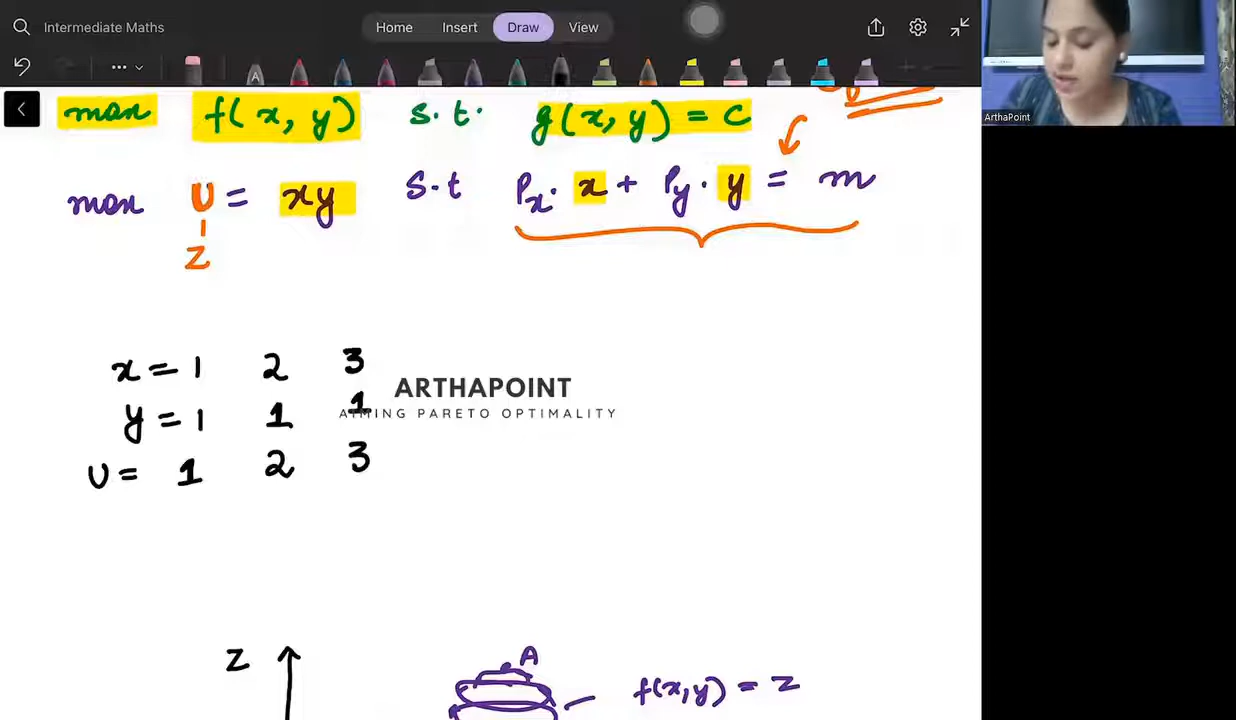 Intermediate Maths
Home Insert Draw View
A
ArthaPoint
max f(x, y) s.t. g(x, y) = c
max U = xy s.t Px. x + Py. y = m
Z
x = 1 2 3
y = 1 1 1
U = 1 2 3
ARTHAPOINT
AIMING PARETO OPTIMALITY
Z
A
f(x,y) = z